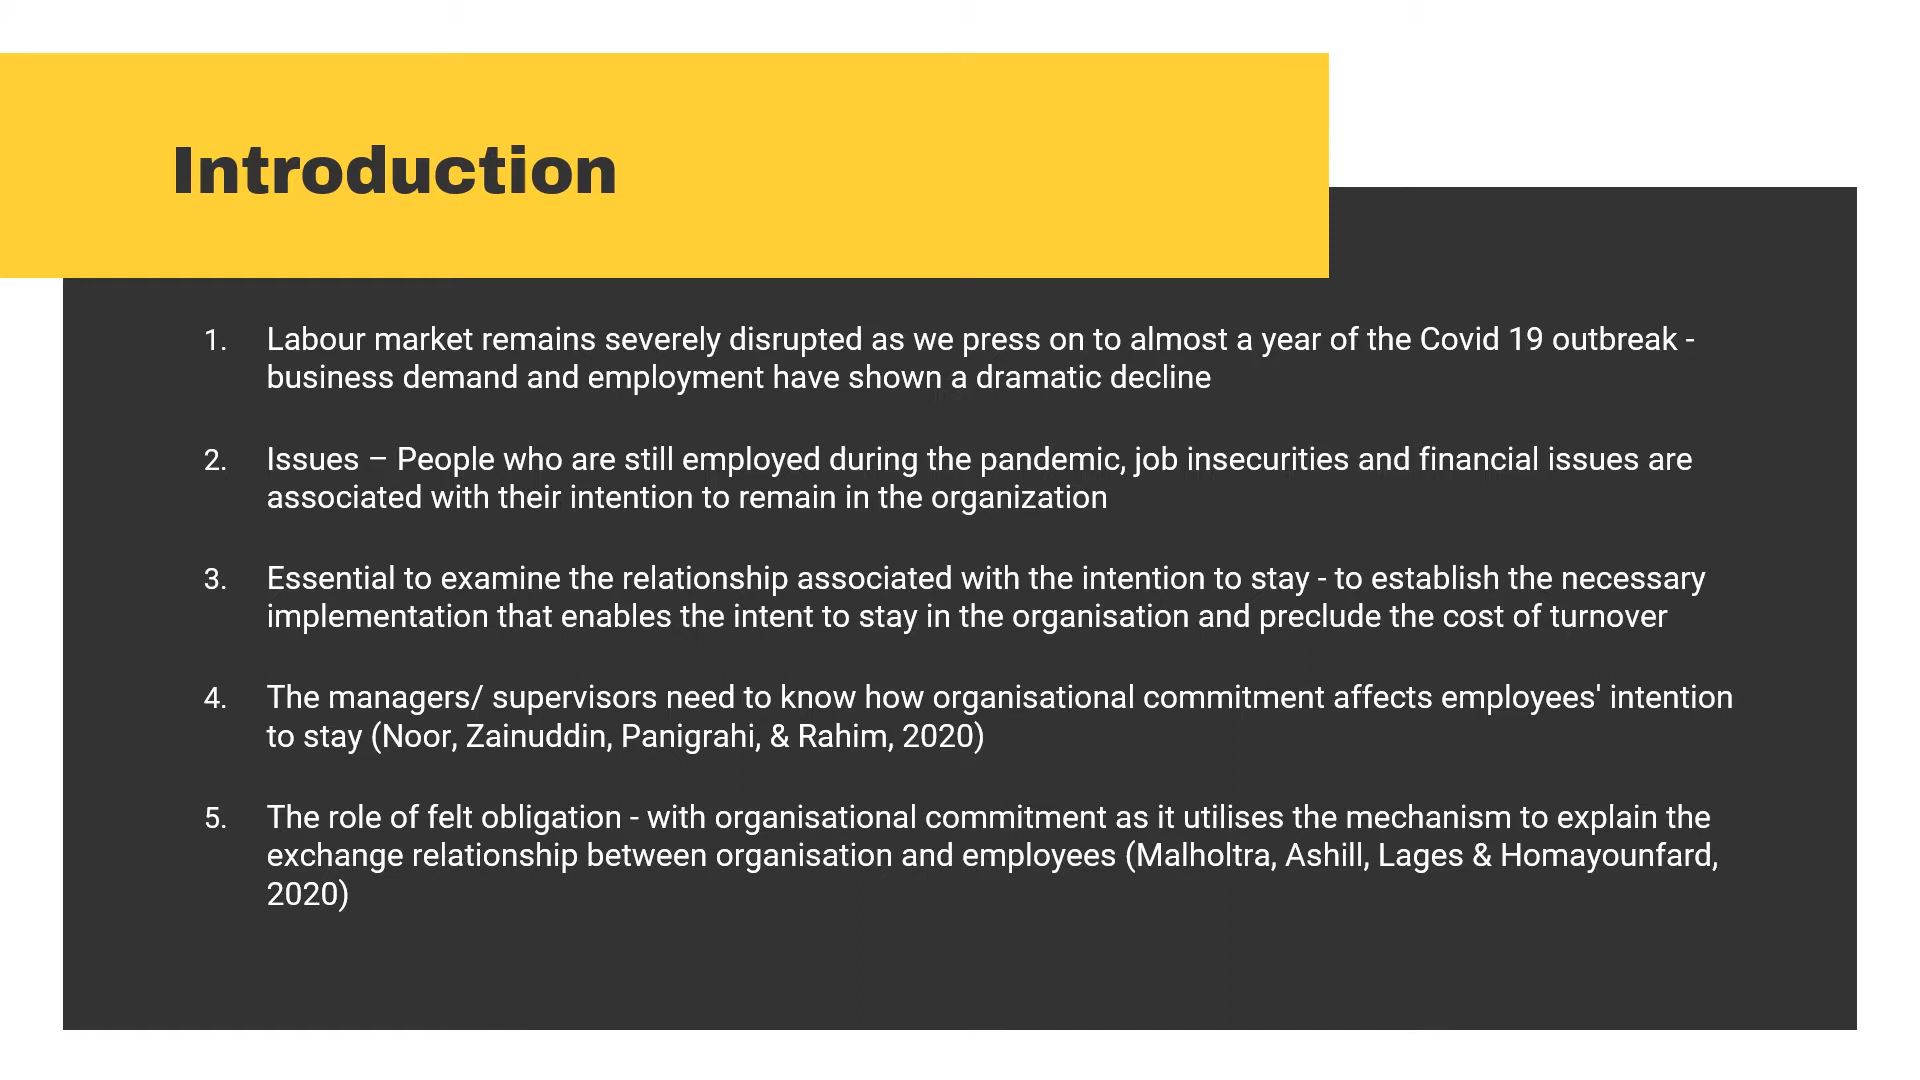 Introduction
1. Labour market remains severely disrupted as we press on to almost a year of the Covid 19 outbreak -
business demand and employment have shown a dramatic decline
2. Issues – People who are still employed during the pandemic, job insecurities and financial issues are
associated with their intention to remain in the organization
3. Essential to examine the relationship associated with the intention to stay - to establish the necessary
implementation that enables the intent to stay in the organisation and preclude the cost of turnover
4. The managers/ supervisors need to know how organisational commitment affects employees' intention
to stay (Noor, Zainuddin, Panigrahi, & Rahim, 2020)
5. The role of felt obligation - with organisational commitment as it utilises the mechanism to explain the
exchange relationship between organisation and employees (Malholtra, Ashill, Lages & Homayounfard,
2020)